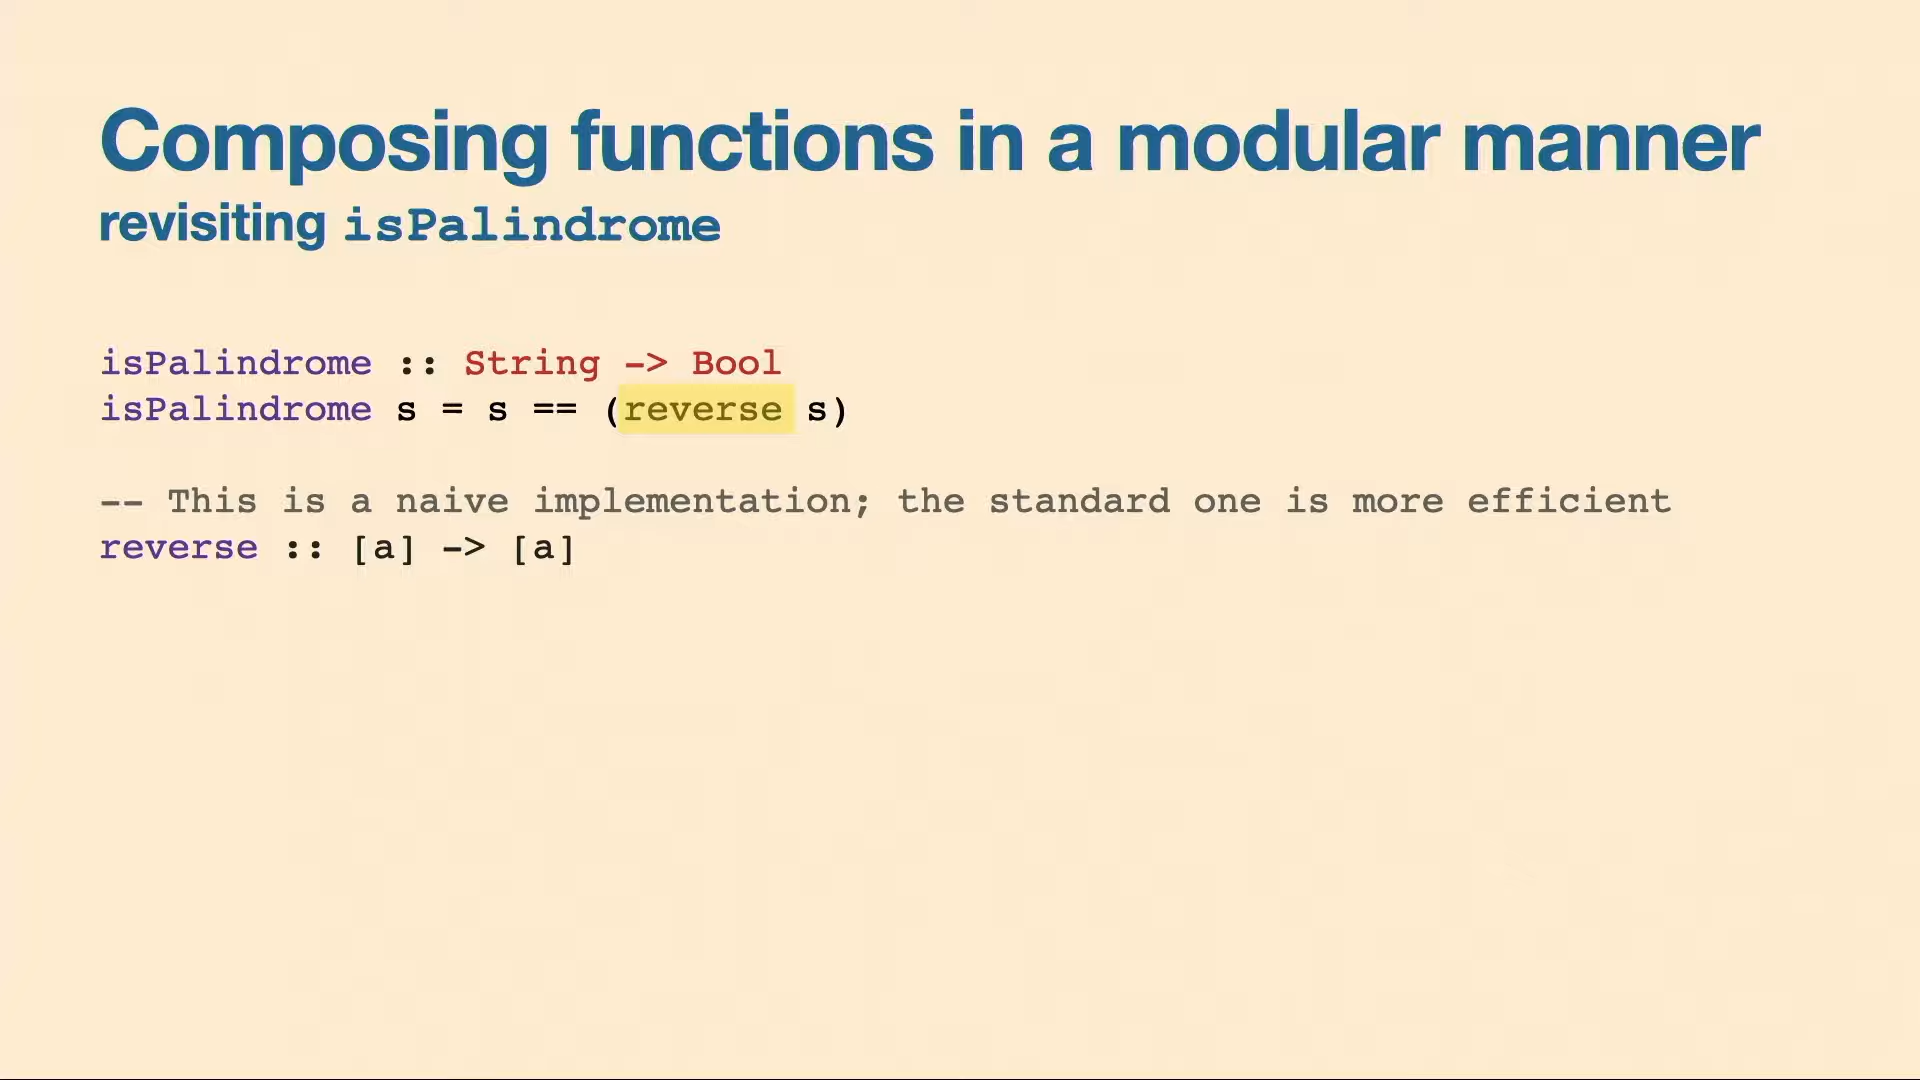 Composing functions in a modular manner
revisiting isPalindrome
isPalindrome :: String -> Bool
isPalindrome s = s == (reverse s)
-- This is a naive implementation; the standard one is more efficient
reverse :: [a] -> [a]